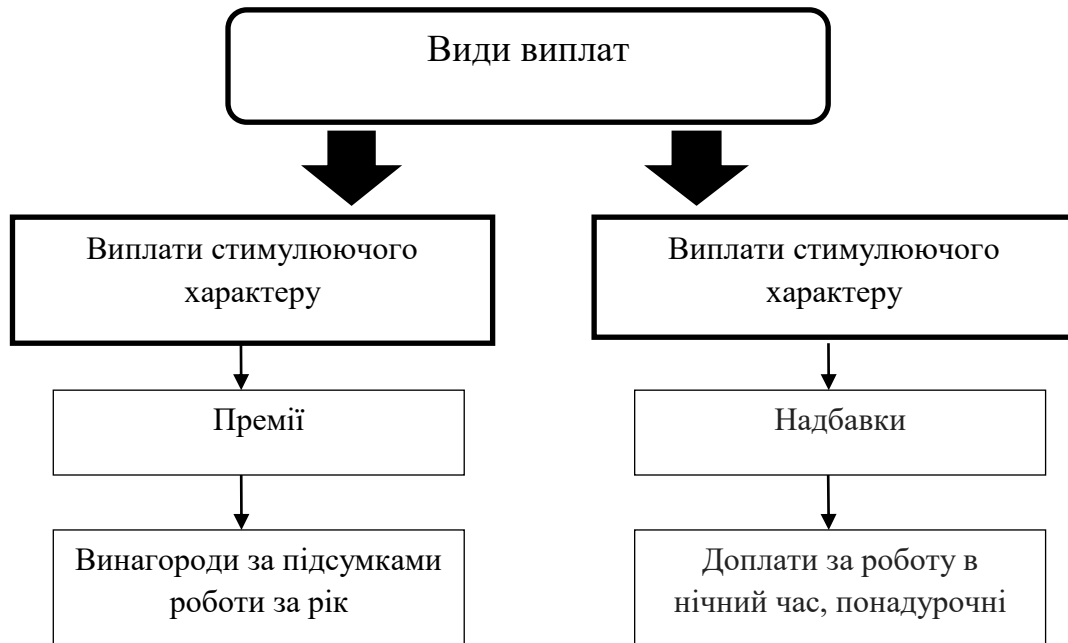 Види виплат
Виплати стимулюючого
характеру
Виплати стимулюючого
характеру
Премії
Надбавки
Винагороди за підсумками
роботи за рік
Доплати за роботу в
нічний час, понадурочні